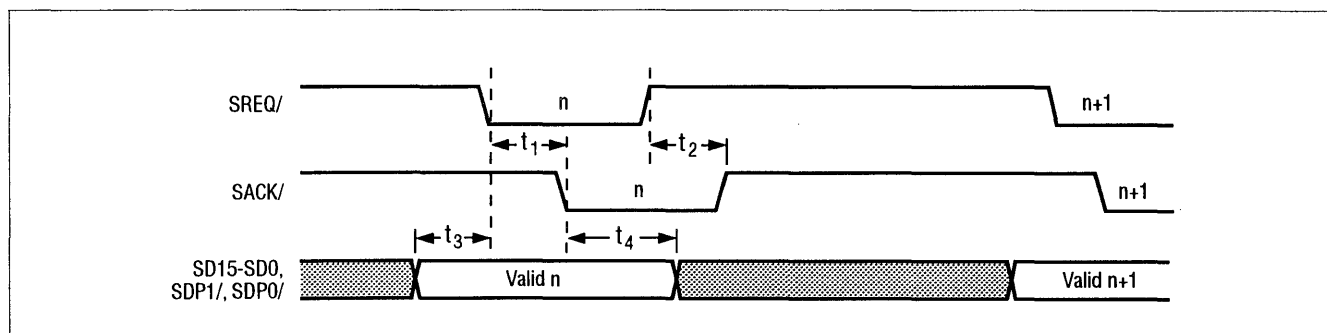 SREQ/
n
n+1
t1
t2
SACK/
n
n+1
t3
t4
SD15-SD0,
SDP1/, SDP0/
Valid n
Valid n+1